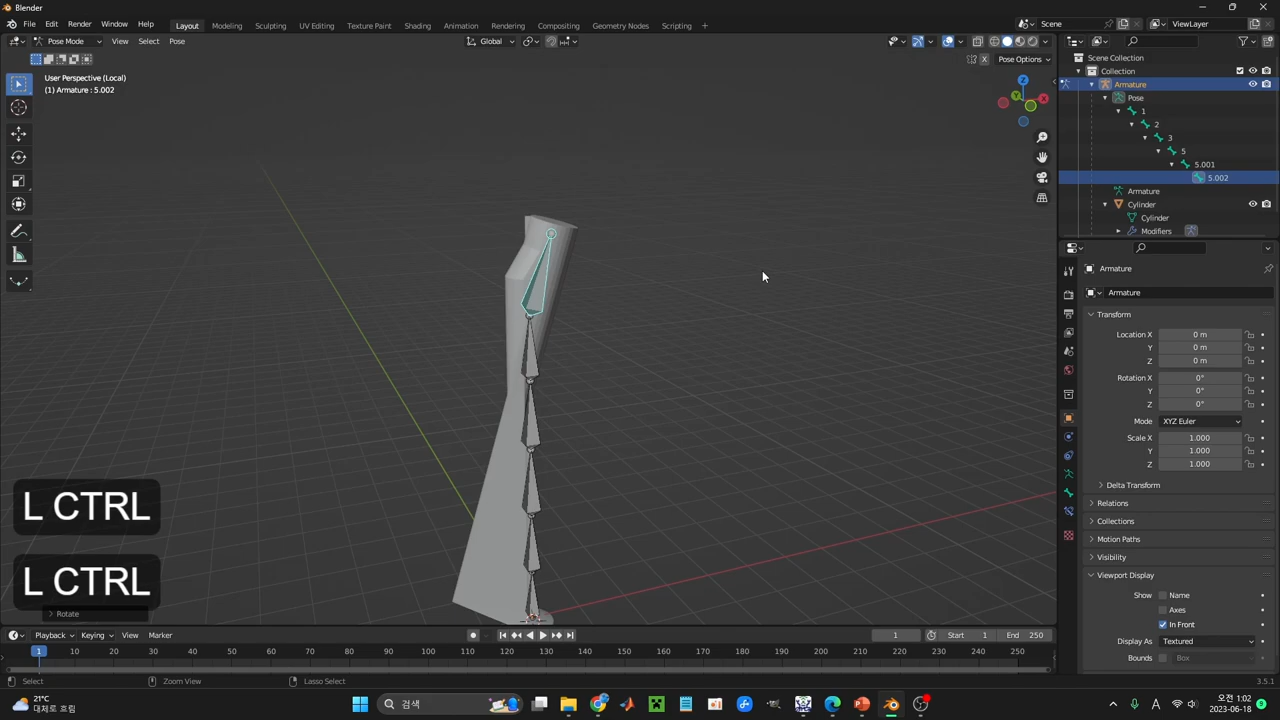 Blender
File Edit Render Window Help
Layout Modeling Sculpting UV Editing Texture Paint Shading Animation Rendering Compositing Geometry Nodes Scripting +
Scene
ViewLayer
Pose Mode View Select Pose
Global
X Pose Options
User Perspective (Local)
(1) Armature : 5.002
Z
Y
X
Scene Collection
Collection
Armature
Pose
1
2
3
5
5.001
5.002
Armature
Cylinder
Cylinder
Modifiers
Armature
Armature
Transform
Location X 0 m
Y 0 m
Z 0 m
Rotation X 0°
Y 0°
Z 0°
Mode XYZ Euler
Scale X 1.000
Y 1.000
Z 1.000
Delta Transform
Relations
Collections
Motion Paths
Visibility
Viewport Display
Show Name
Axes
In Front
Display As Textured
Bounds Box
L CTRL
L CTRL
Rotate
Playback Keying View Marker
1 Start 1 End 250
1 10 20 30 40 50 60 70 80 90 100 110 120 130 140 150 160 170 180 190 200 210 220 230 240 250
Select Zoom View Lasso Select
3.5.1
21°C
대체로 흐림
검색
A
오전 1:02
2023-06-18